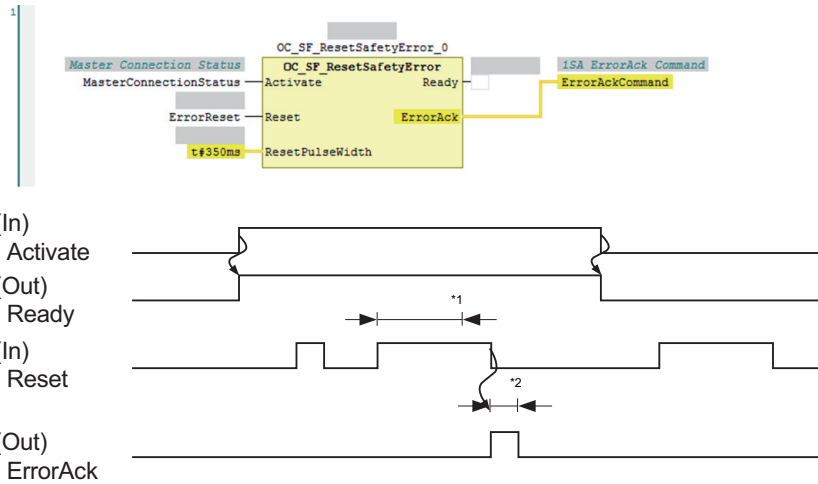 1
OC_SF_ResetSafetyError_0
Master Connection Status
OC_SF_ResetSafetyError
1SA ErrorAck Command
MasterConnectionStatus
Activate
Ready
ErrorAckCommand
ErrorReset
Reset
ErrorAck
t#350ms
ResetPulseWidth
(In)
Activate
(Out)
Ready
*1
(In)
Reset
*2
(Out)
ErrorAck